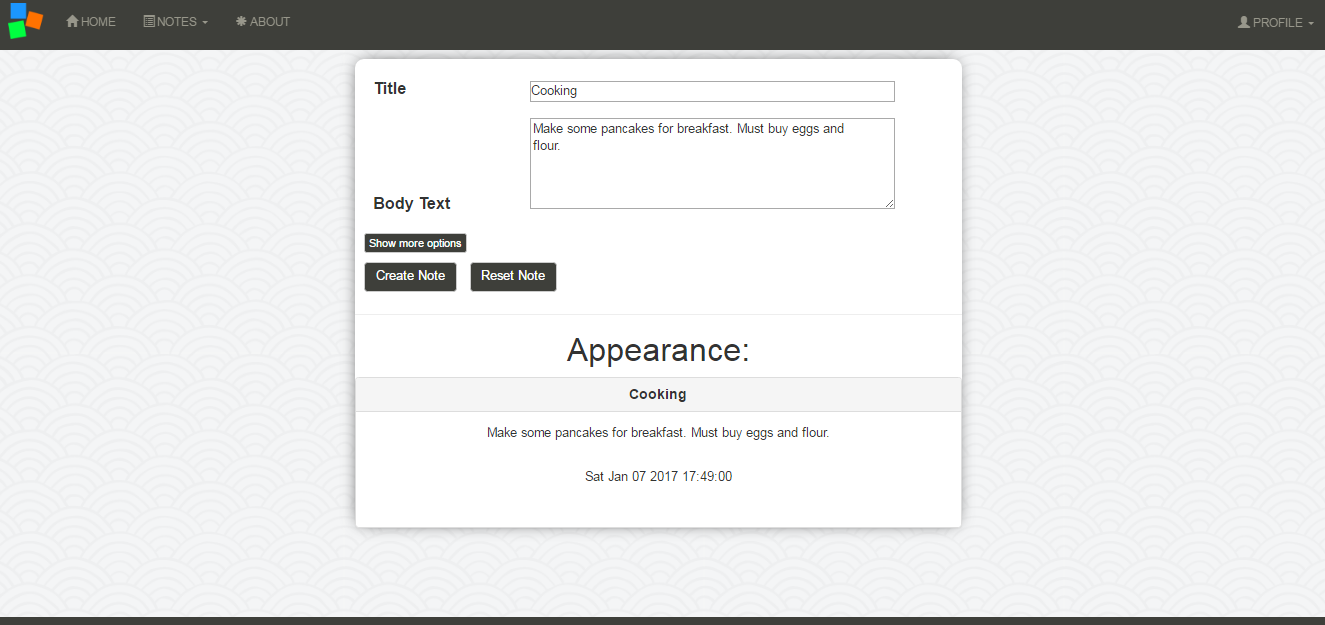 HOME NOTES ABOUT PROFILE
Title
Cooking
Make some pancakes for breakfast. Must buy eggs and
flour.
Body Text
Show more options
Create Note Reset Note
Appearance:
Cooking
Make some pancakes for breakfast. Must buy eggs and flour.
Sat Jan 07 2017 17:49:00